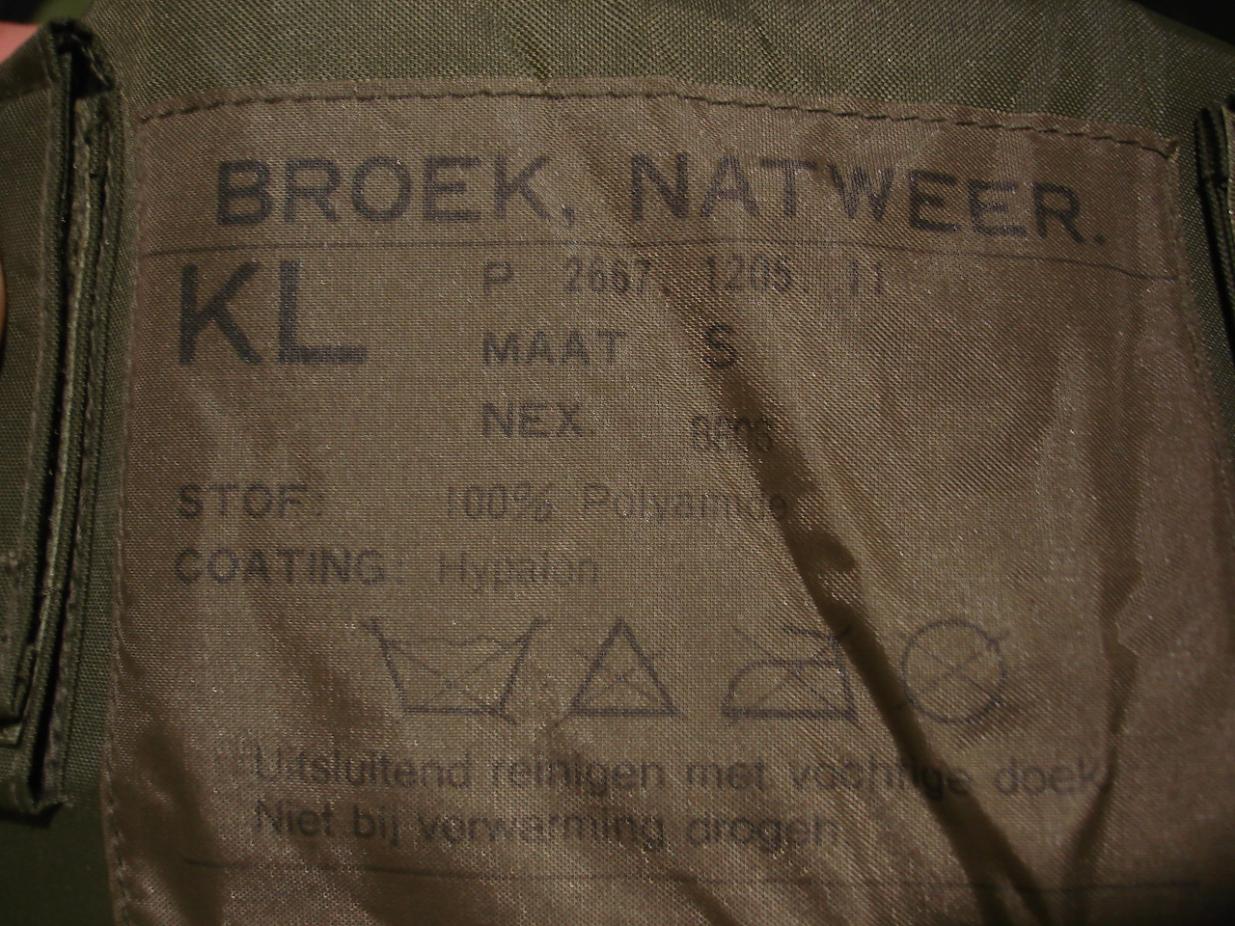 BROEK, NATWEER.
KL P 2667. 1205. 11
MAAT S
NEX.
STOF: 100% Polyamide
COATING: Hypalon
Uitsluitend reinigen met vochtige doek
Niet bij verwarming drogen